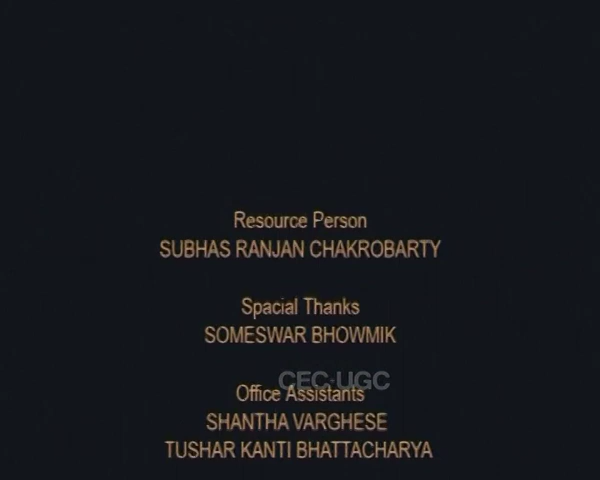 Resource Person
SUBHAS RANJAN CHAKROBARTY
Spacial Thanks
SOMESWAR BHOWMIK
CEC-UGC
Office Assistants
SHANTHA VARGHESE
TUSHAR KANTI BHATTACHARYA